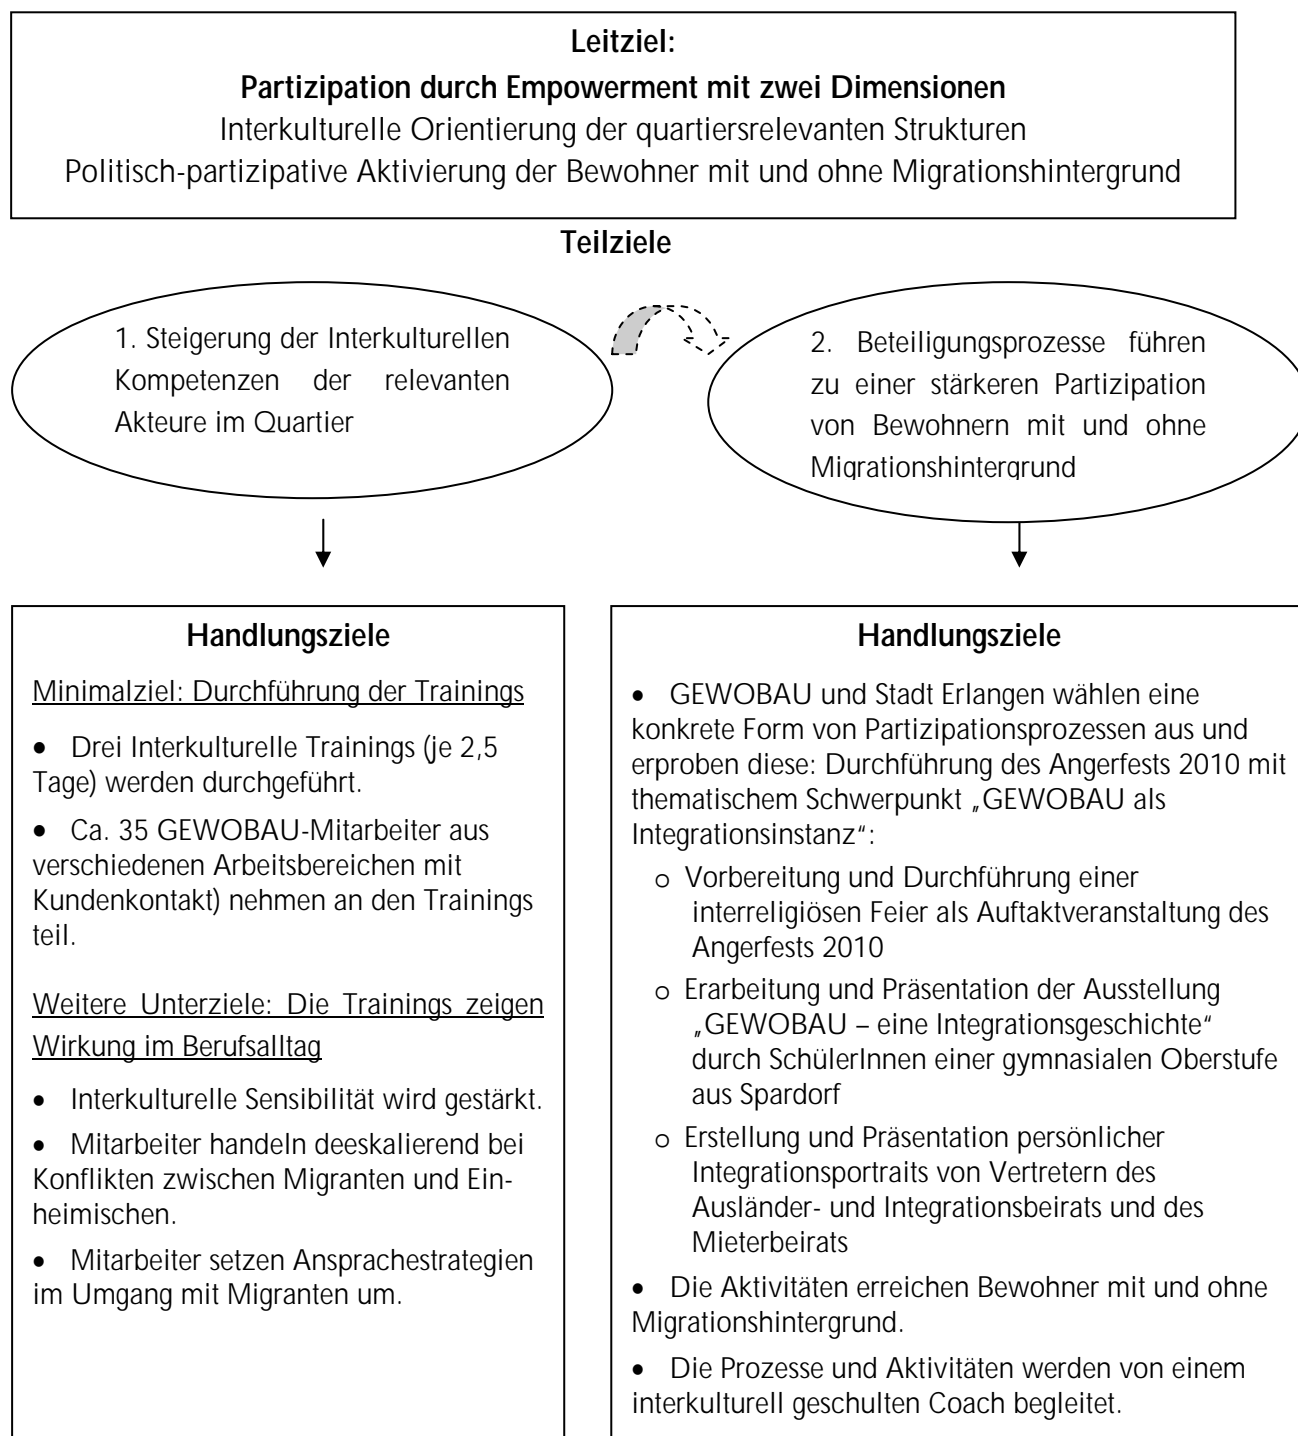 Leitziel:
Partizipation durch Empowerment mit zwei Dimensionen
Interkulturelle Orientierung der quartiersrelevanten Strukturen
Politisch-partizipative Aktivierung der Bewohner mit und ohne Migrationshintergrund
Teilziele
1. Steigerung der Interkulturellen
Kompetenzen der relevanten
Akteure im Quartier
2. Beteiligungsprozesse führen
zu einer stärkeren Partizipation
von Bewohnern mit und ohne
Migrationshintergrund
Handlungsziele
Minimalziel: Durchführung der Trainings
• Drei Interkulturelle Trainings (je 2,5
Tage) werden durchgeführt.
• Ca. 35 GEWOBAU-Mitarbeiter aus
verschiedenen Arbeitsbereichen mit
Kundenkontakt) nehmen an den Trainings
teil.
Weitere Unterziele: Die Trainings zeigen
Wirkung im Berufsalltag
• Interkulturelle Sensibilität wird gestärkt.
• Mitarbeiter handeln deeskalierend bei
Konflikten zwischen Migranten und Ein-
heimischen.
• Mitarbeiter setzen Ansprachestrategien
im Umgang mit Migranten um.
Handlungsziele
• GEWOBAU und Stadt Erlangen wählen eine
konkrete Form von Partizipationsprozessen aus und
erproben diese: Durchführung des Angerfests 2010 mit
thematischem Schwerpunkt „GEWOBAU als
Integrationsinstanz“:
o Vorbereitung und Durchführung einer
interreligiösen Feier als Auftaktveranstaltung des
Angerfests 2010
o Erarbeitung und Präsentation der Ausstellung
„GEWOBAU – eine Integrationsgeschichte“
durch SchülerInnen einer gymnasialen Oberstufe
aus Spardorf
o Erstellung und Präsentation persönlicher
Integrationsportraits von Vertretern des
Ausländer- und Integrationsbeirats und des
Mieterbeirats
• Die Aktivitäten erreichen Bewohner mit und ohne
Migrationshintergrund.
• Die Prozesse und Aktivitäten werden von einem
interkulturell geschulten Coach begleitet.